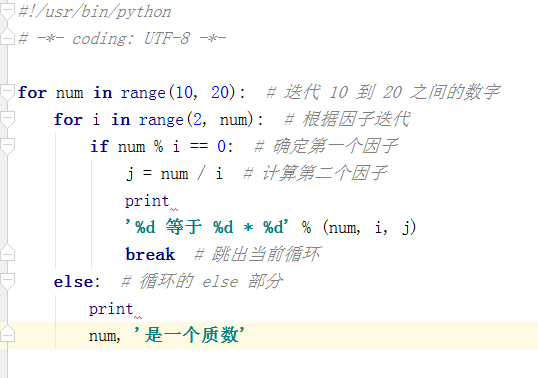 #!/usr/bin/python
# -*- coding: UTF-8 -*-
for num in range(10, 20):  # 迭代 10 到 20 之间的数字
    for i in range(2, num):  # 根据因子迭代
        if num % i == 0:  # 确定第一个因子
            j = num / i  # 计算第二个因子
            print
            '%d 等于 %d * %d' % (num, i, j)
            break  # 跳出当前循环
    else:  # 循环的 else 部分
        print
        num, '是一个质数'